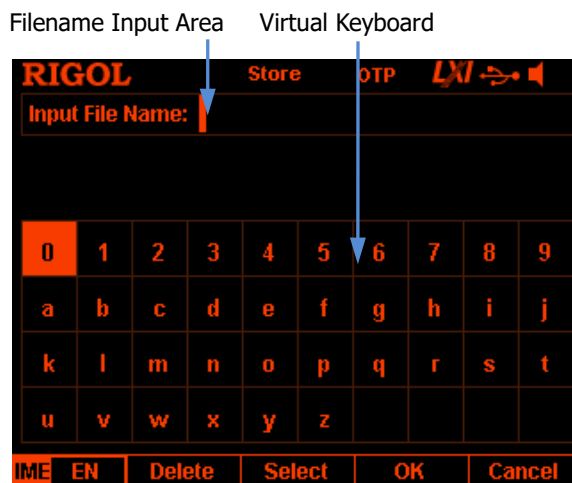 Filename Input Area Virtual Keyboard
RIGOL Store OTP LXI
Input File Name:
0 1 2 3 4 5 6 7 8 9
a b c d e f g h i j
k l m n o p q r s t
u v w x y z
IME EN Delete Select OK Cancel